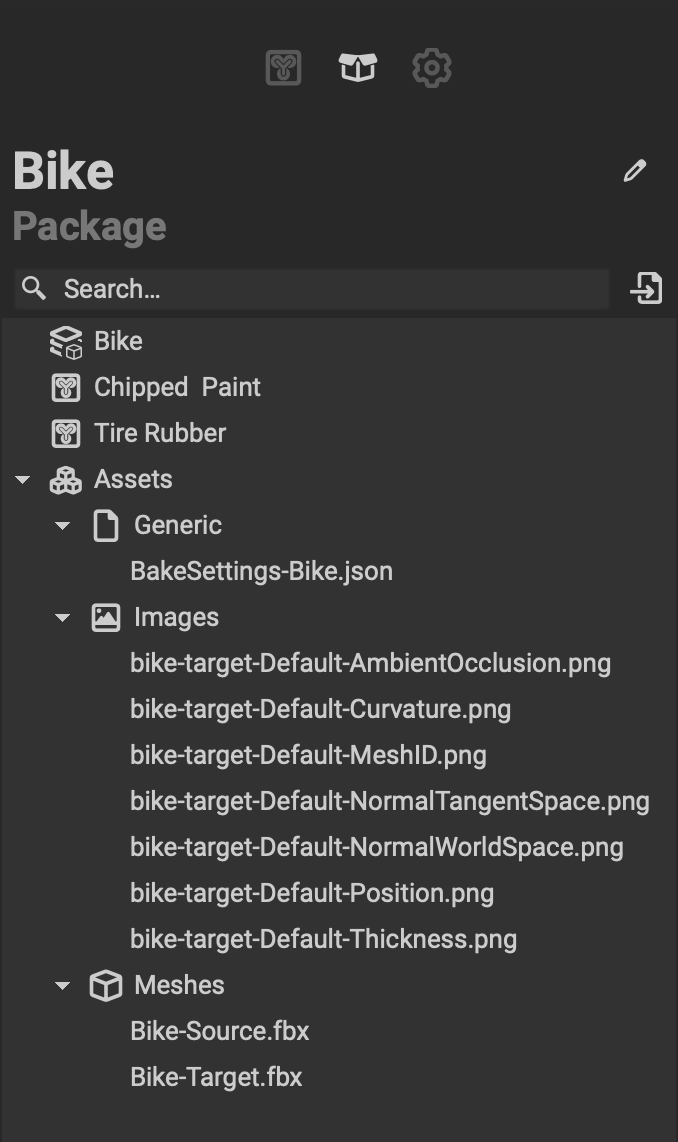 Bike
Package
Search...
Bike
Chipped Paint
Tire Rubber
Assets
Generic
BakeSettings-Bike.json
Images
bike-target-Default-AmbientOcclusion.png
bike-target-Default-Curvature.png
bike-target-Default-MeshID.png
bike-target-Default-NormalTangentSpace.png
bike-target-Default-NormalWorldSpace.png
bike-target-Default-Position.png
bike-target-Default-Thickness.png
Meshes
Bike-Source.fbx
Bike-Target.fbx